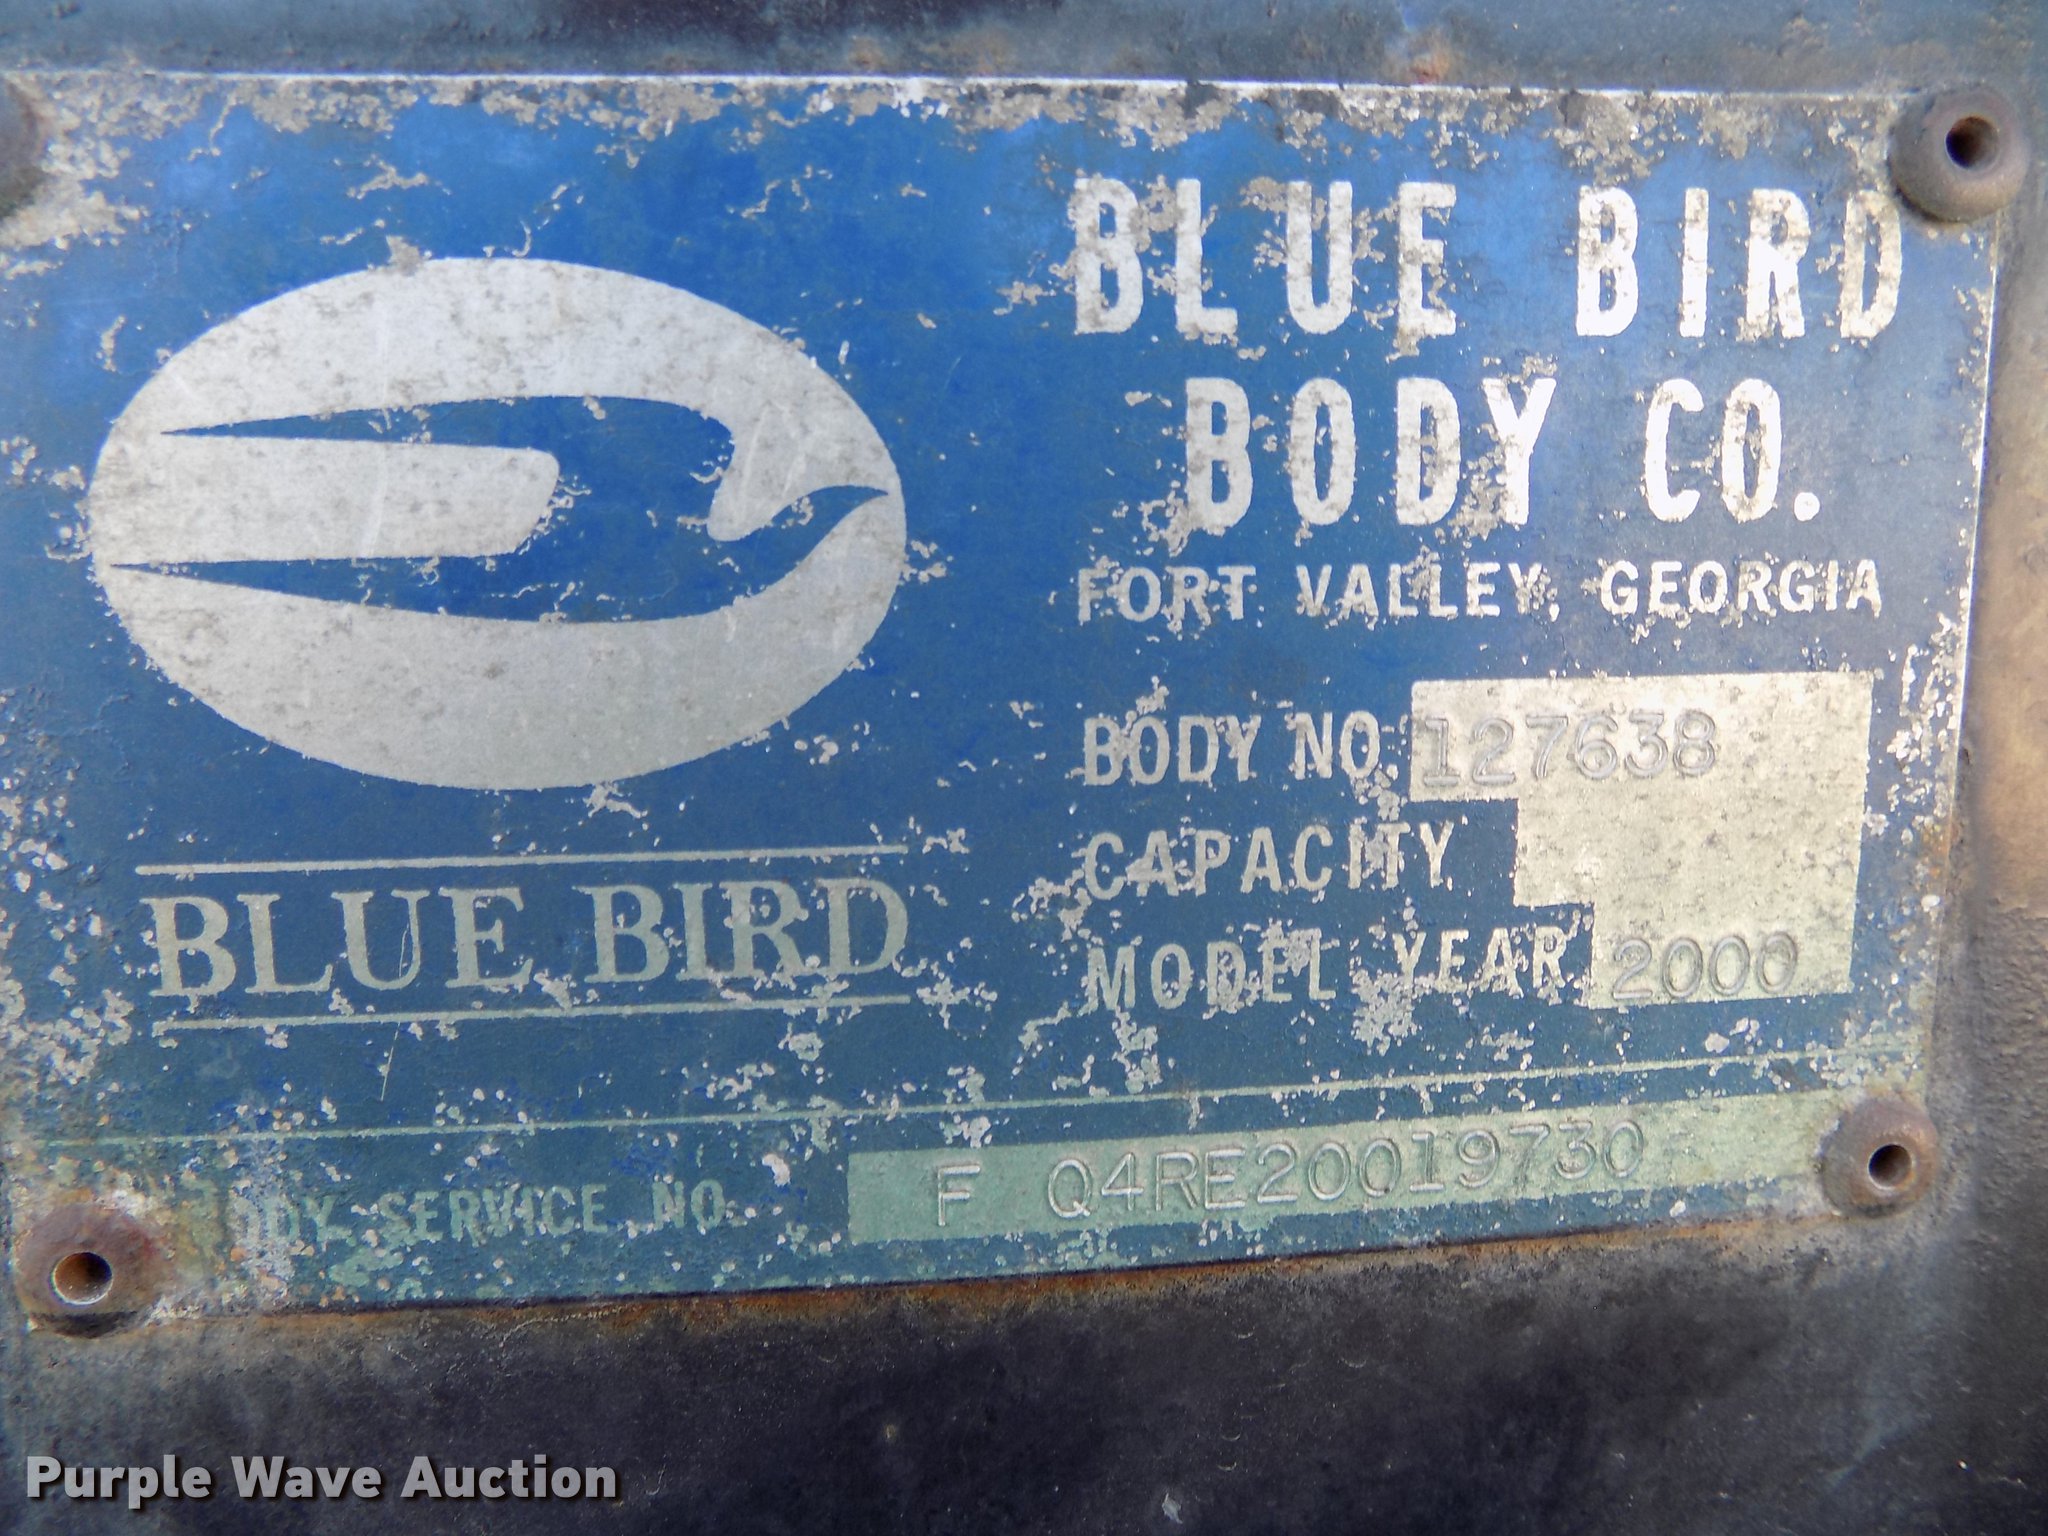 BLUE BIRD
BODY CO.
FORT VALLEY, GEORGIA
BODY NO. 127638
CAPACITY
MODEL YEAR 2000
BLUE BIRD
BODY SERVICE NO. F Q4RE20019730
Purple Wave Auction